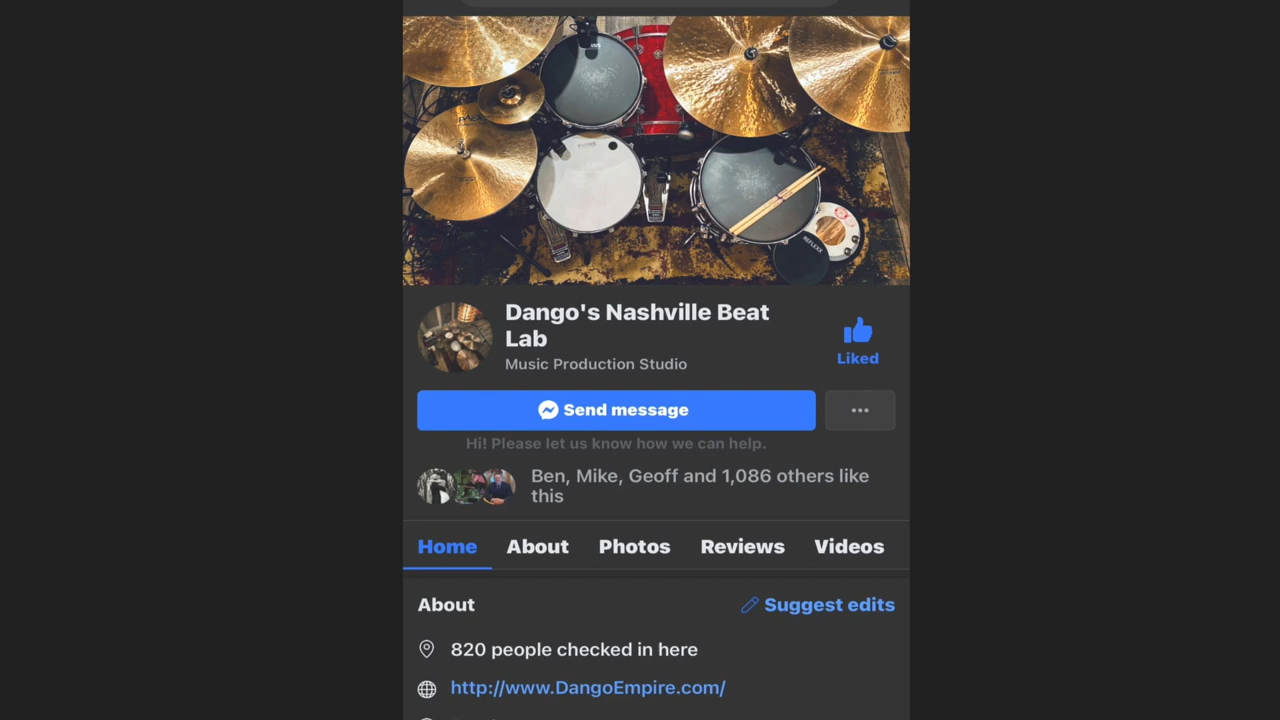 EVANS
REFLEXX
Dango's Nashville Beat
Lab
Music Production Studio
Liked
Send message
Hi! Please let us know how we can help.
Ben, Mike, Geoff and 1,086 others like
this
Home About Photos Reviews Videos
About
Suggest edits
820 people checked in here
http://www.DangoEmpire.com/